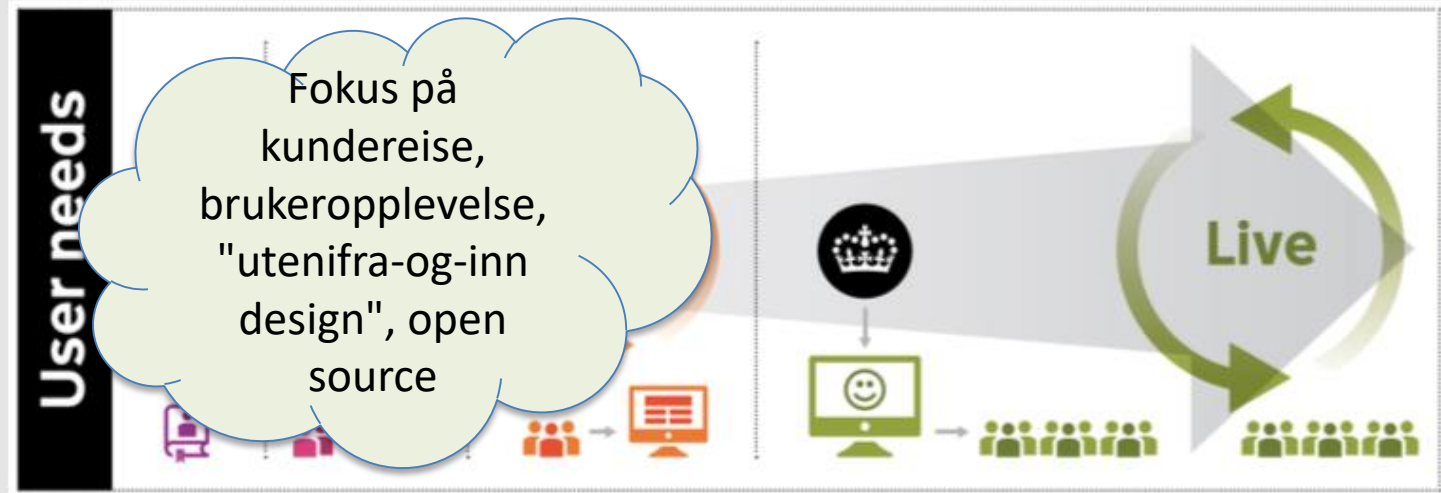 User needs
Fokus på
kundereise,
brukeropplevelse,
"utenifra-og-inn
design", open
source
Live